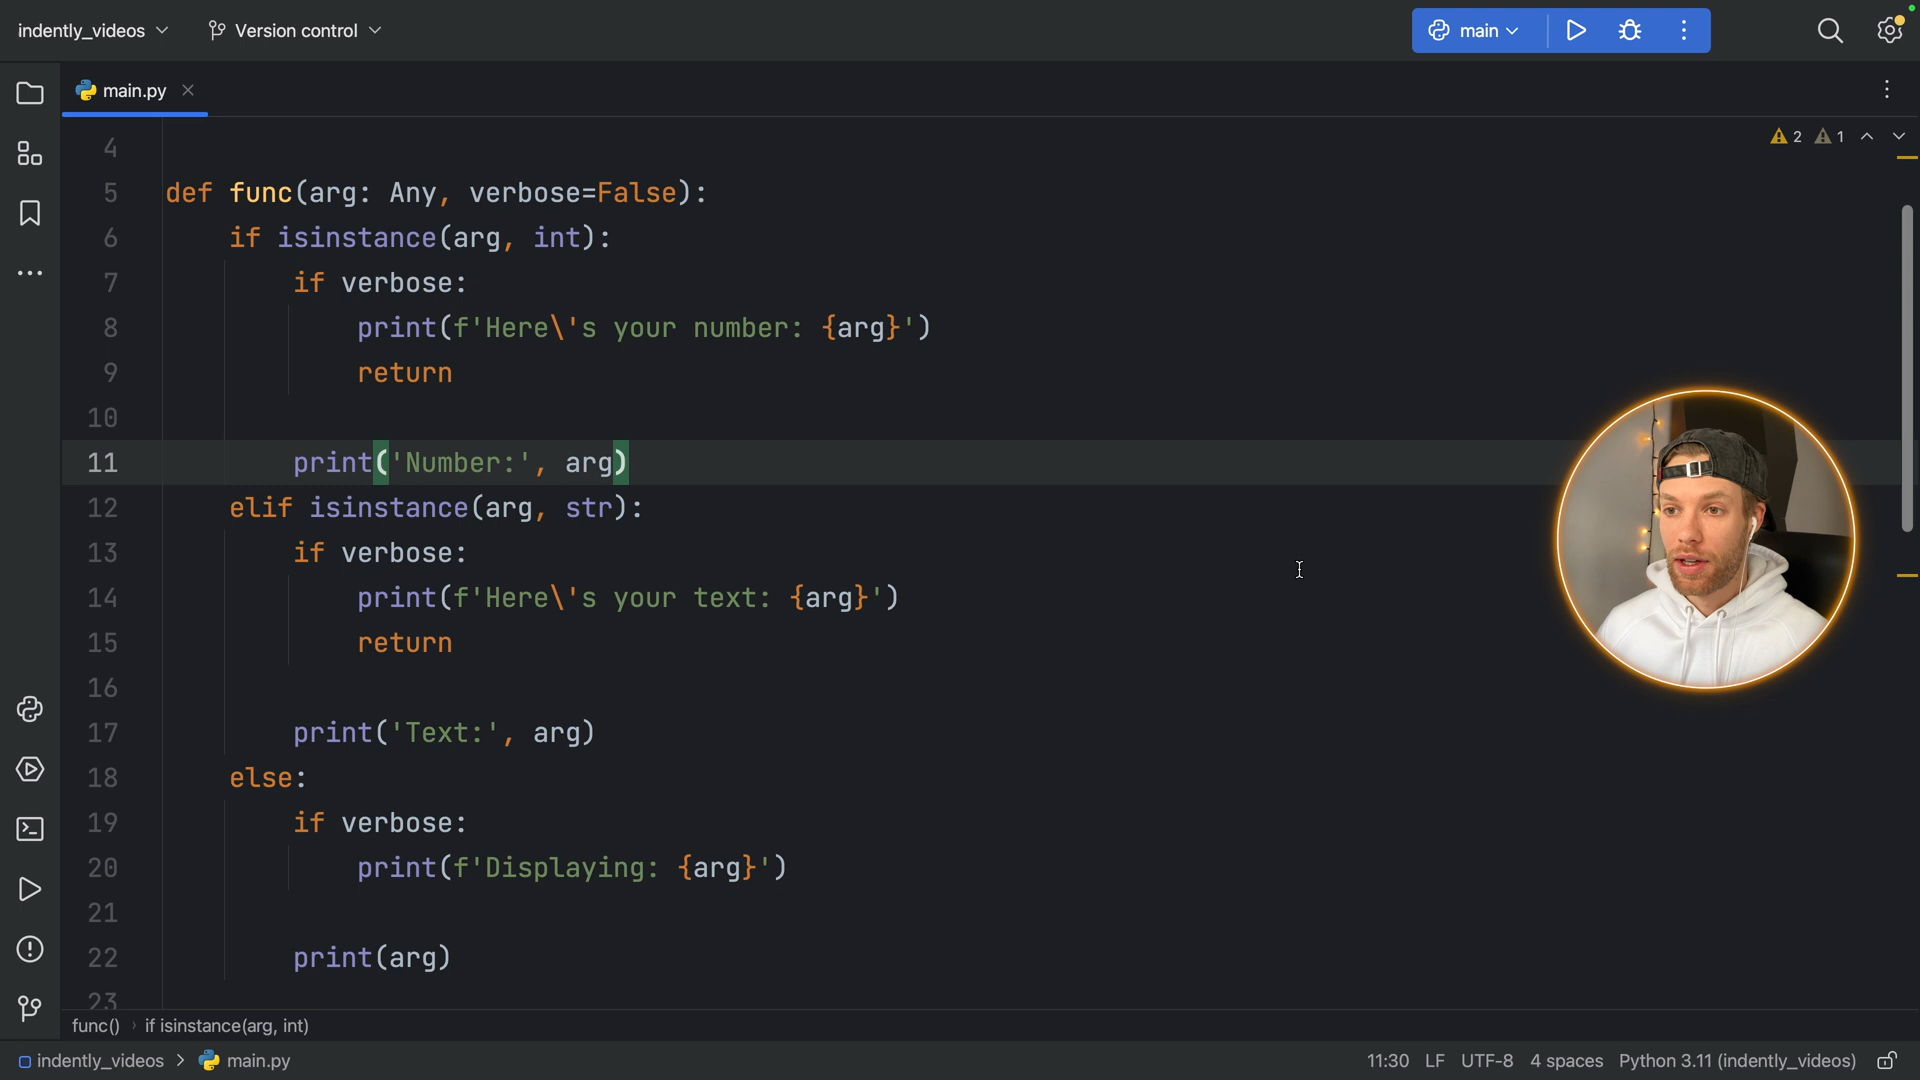 indently_videos
Version control
main
main.py
2
1
4
5 def func(arg: Any, verbose=False):
6 if isinstance(arg, int):
7 if verbose:
8 print(f'Here\'s your number: {arg}')
9 return
10
11 print('Number:', arg)
12 elif isinstance(arg, str):
13 if verbose:
14 print(f'Here\'s your text: {arg}')
15 return
16
17 print('Text:', arg)
18 else:
19 if verbose:
20 print(f'Displaying: {arg}')
21
22 print(arg)
23
func() › if isinstance(arg, int)
indently_videos > main.py
11:30 LF UTF-8 4 spaces Python 3.11 (indently_videos)